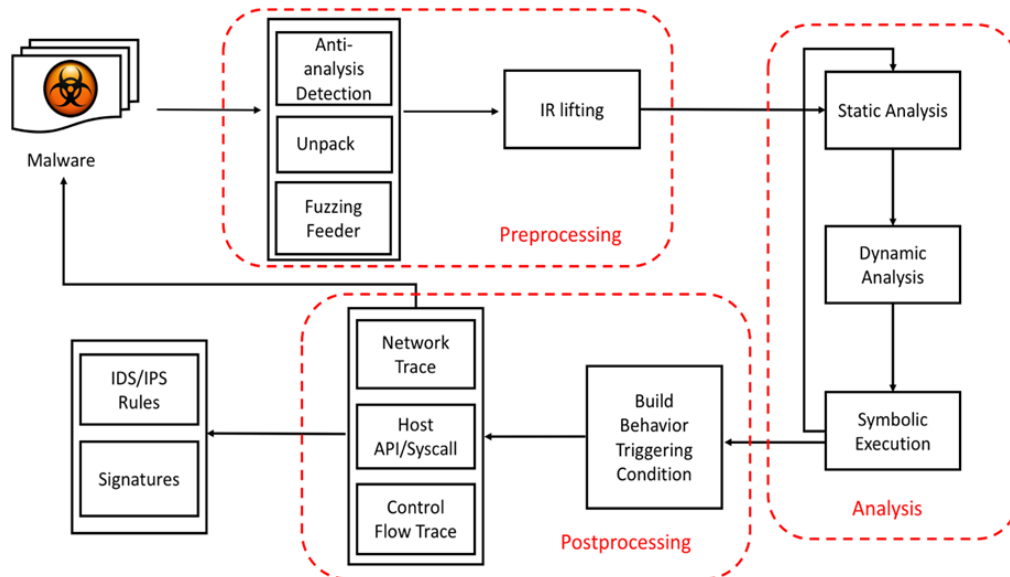 Malware
Anti-
analysis
Detection
Unpack
Fuzzing
Feeder
IR lifting
Preprocessing
Static Analysis
Dynamic
Analysis
Symbolic
Execution
Analysis
Build
Behavior
Triggering
Condition
Postprocessing
Network
Trace
Host
API/Syscall
Control
Flow Trace
IDS/IPS
Rules
Signatures